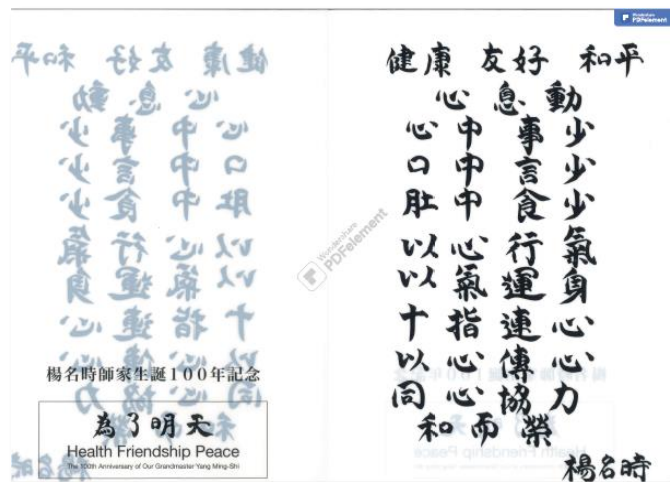 楊名時師家生誕100年記念
為了明天
Health Friendship Peace
The 100th Anniversary of Our Grandmaster Yang Ming-Shi
健康 友好 和平
心 息 動
心 中 事 少
口 中 言 少
肚 中 食 少
以 心 行 氣
以 氣 運 身
十 指 連 心
以 心 傳 心
同 心 協 力
和 而 榮
楊名時
Wondershare
PDFelement
Wondershare
PDFelement